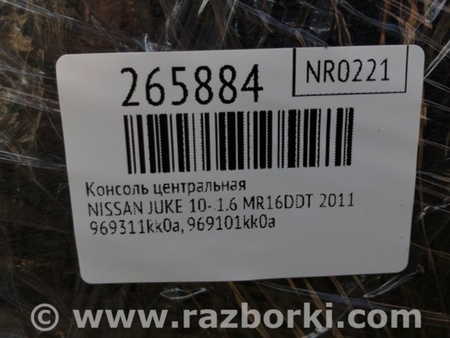 265884
NR0221
Консоль центральная
NISSAN JUKE 10- 1.6 MR16DDT 2011
969311kk0a, 969101kk0a
© www.razborki.com